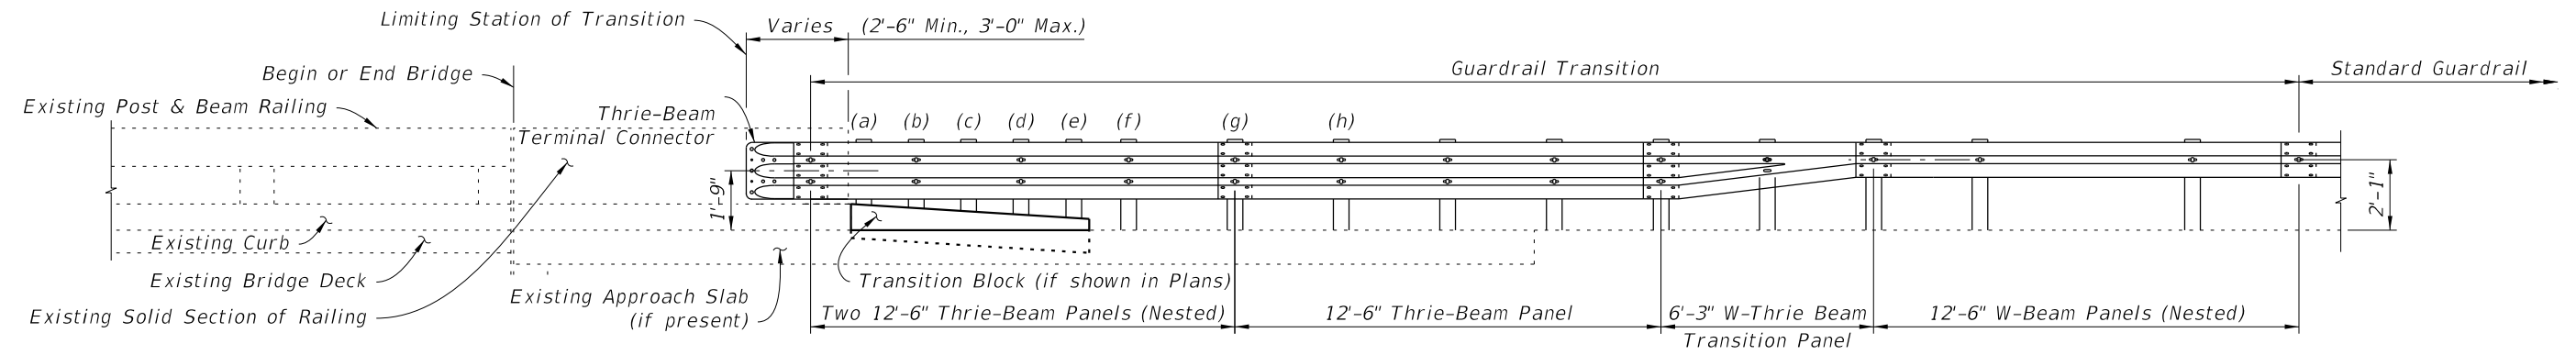 Limiting Station of Transition
Varies (2'-6" Min., 3'-0" Max.)
Begin or End Bridge
Guardrail Transition
Standard Guardrail
Existing Post & Beam Railing
Thrie-Beam
Terminal Connector
(a) (b) (c) (d) (e) (f) (g) (h)
1'-9"
2'-1"
Existing Curb
Existing Bridge Deck
Transition Block (if shown in Plans)
Existing Approach Slab
(if present)
Existing Solid Section of Railing
Two 12'-6" Thrie-Beam Panels (Nested)
12'-6" Thrie-Beam Panel
6'-3" W-Thrie Beam
Transition Panel
12'-6" W-Beam Panels (Nested)